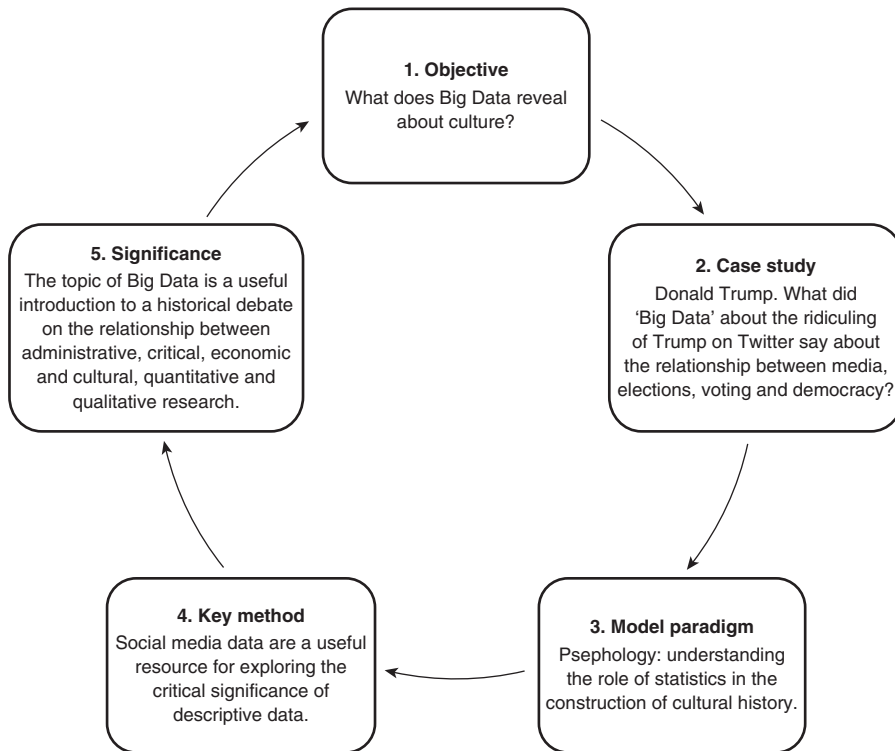 1. Objective
What does Big Data reveal
about culture?
2. Case study
Donald Trump. What did
‘Big Data’ about the ridiculing
of Trump on Twitter say about
the relationship between media,
elections, voting and democracy?
3. Model paradigm
Psephology: understanding
the role of statistics in the
construction of cultural history.
4. Key method
Social media data are a useful
resource for exploring the
critical significance of
descriptive data.
5. Significance
The topic of Big Data is a useful
introduction to a historical debate
on the relationship between
administrative, critical, economic
and cultural, quantitative and
qualitative research.